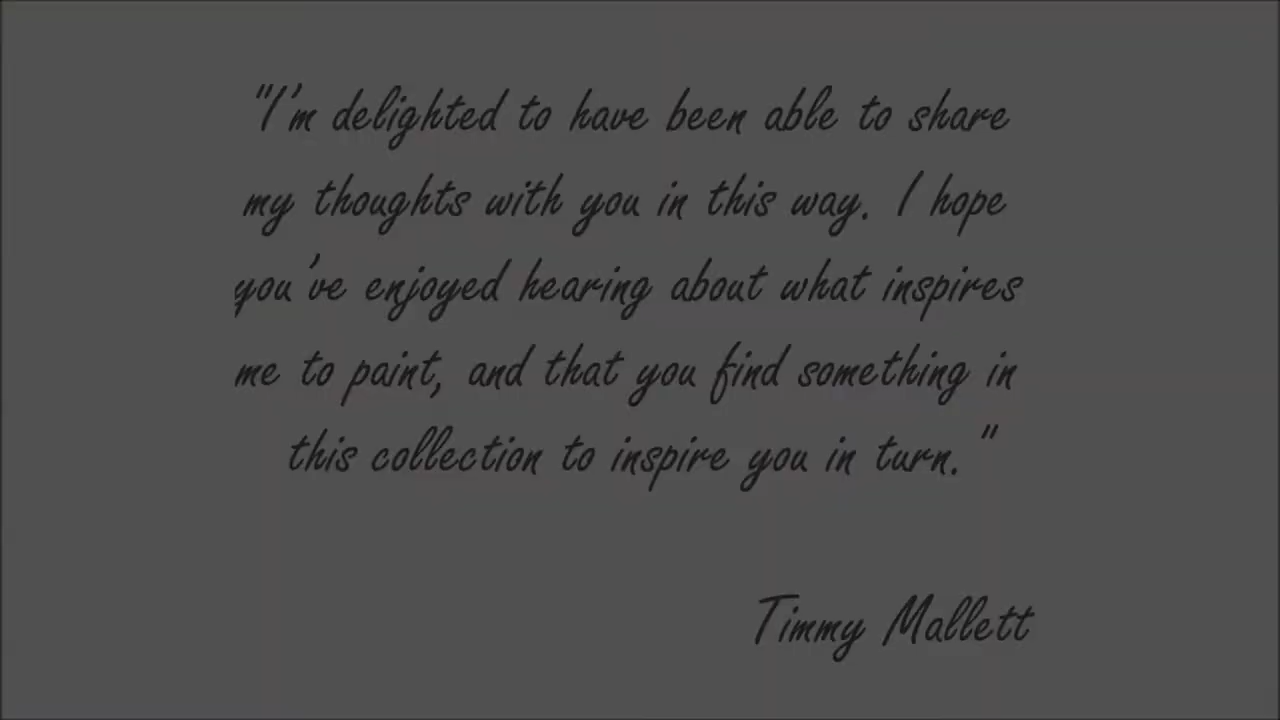 "I'm delighted to have been able to share
my thoughts with you in this way. I hope
you've enjoyed hearing about what inspires
me to paint, and that you find something in
this collection to inspire you in turn."
Timmy Mallett